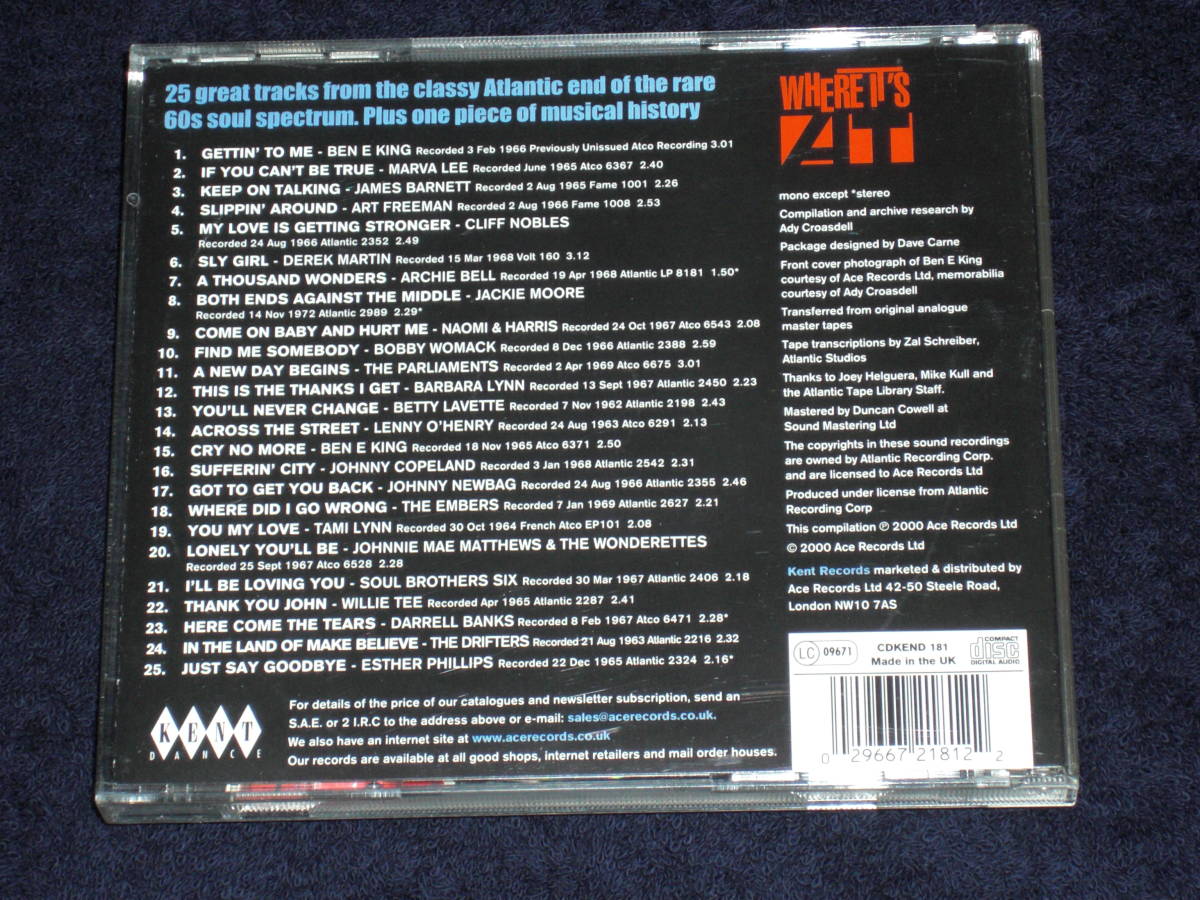 25 great tracks from the classy Atlantic end of the rare
60s soul spectrum. Plus one piece of musical history
1. GETTIN' TO ME - BEN E KING Recorded 3 Feb 1966 Previously Unissued Atco Recording 3.01
2. IF YOU CAN'T BE TRUE - MARVA LEE Recorded June 1965 Atco 6367 2.40
3. KEEP ON TALKING - JAMES BARNETT Recorded 2 Aug 1965 Fame 1001 2.26
4. SLIPPIN' AROUND - ART FREEMAN Recorded 2 Aug 1966 Fame 1008 2.53
5. MY LOVE IS GETTING STRONGER - CLIFF NOBLES
Recorded 24 Aug 1966 Atlantic 2352 2.49
6. SLY GIRL - DEREK MARTIN Recorded 15 Mar 1968 Volt 160 3.12
7. A THOUSAND WONDERS - ARCHIE BELL Recorded 19 Apr 1968 Atlantic LP 8181 1.50*
8. BOTH ENDS AGAINST THE MIDDLE - JACKIE MOORE
Recorded 14 Nov 1972 Atlantic 2989 2.29*
9. COME ON BABY AND HURT ME - NAOMI & HARRIS Recorded 24 Oct 1967 Atco 6543 2.08
10. FIND ME SOMEBODY - BOBBY WOMACK Recorded 8 Dec 1966 Atlantic 2388 2.59
11. A NEW DAY BEGINS - THE PARLIAMENTS Recorded 2 Apr 1969 Atco 6675 3.01
12. THIS IS THE THANKS I GET - BARBARA LYNN Recorded 13 Sept 1967 Atlantic 2450 2.23
13. YOU'LL NEVER CHANGE - BETTY LAVETTE Recorded 7 Nov 1962 Atlantic 2198 2.43
14. ACROSS THE STREET - LENNY O'HENRY Recorded 24 Aug 1963 Atco 6291 2.13
15. CRY NO MORE - BEN E KING Recorded 18 Nov 1965 Atco 6371 2.50
16. SUFFERIN' CITY - JOHNNY COPELAND Recorded 3 Jan 1968 Atlantic 2542 2.31
17. GOT TO GET YOU BACK - JOHNNY NEWBAG Recorded 24 Aug 1966 Atlantic 2355 2.46
18. WHERE DID I GO WRONG - THE EMBERS Recorded 7 Jan 1969 Atlantic 2627 2.21
19. YOU MY LOVE - TAMI LYNN Recorded 30 Oct 1964 French Atco EP101 2.08
20. LONELY YOU'LL BE - JOHNNIE MAE MATTHEWS & THE WONDERETTES
Recorded 25 Sept 1967 Atco 6528 2.28
21. I'LL BE LOVING YOU - SOUL BROTHERS SIX Recorded 30 Mar 1967 Atlantic 2406 2.18
22. THANK YOU JOHN - WILLIE TEE Recorded Apr 1965 Atlantic 2287 2.41
23. HERE COME THE TEARS - DARRELL BANKS Recorded 8 Feb 1967 Atco 6471 2.28*
24. IN THE LAND OF MAKE BELIEVE - THE DRIFTERS Recorded 21 Aug 1963 Atlantic 2216 2.32
25. JUST SAY GOODBYE - ESTHER PHILLIPS Recorded 22 Dec 1965 Atlantic 2324 2.16*
KENT
DANCE
For details of the price of our catalogues and newsletter subscription, send an
S.A.E. or 2 I.R.C to the address above or e-mail: sales@acerecords.co.uk.
We also have an internet site at www.acerecords.co.uk
Our records are available at all good shops, internet retailers and mail order houses.
WHERE IT'S
AT
mono except *stereo
Compilation and archive research by
Ady Croasdell
Package designed by Dave Carne
Front cover photograph of Ben E King
courtesy of Ace Records Ltd, memorabilia
courtesy of Ady Croasdell
Transferred from original analogue
master tapes
Tape transcriptions by Zal Schreiber,
Atlantic Studios
Thanks to Joey Helguera, Mike Kull and
the Atlantic Tape Library Staff.
Mastered by Duncan Cowell at
Sound Mastering Ltd
The copyrights in these sound recordings
are owned by Atlantic Recording Corp.
and are licensed to Ace Records Ltd
Produced under license from Atlantic
Recording Corp
This compilation ℗ 2000 Ace Records Ltd
© 2000 Ace Records Ltd
Kent Records marketed & distributed by
Ace Records Ltd 42-50 Steele Road,
London NW10 7AS
LC 09671
CDKEND 181
Made in the UK
COMPACT
disc
DIGITAL AUDIO
0 29667 21812 2